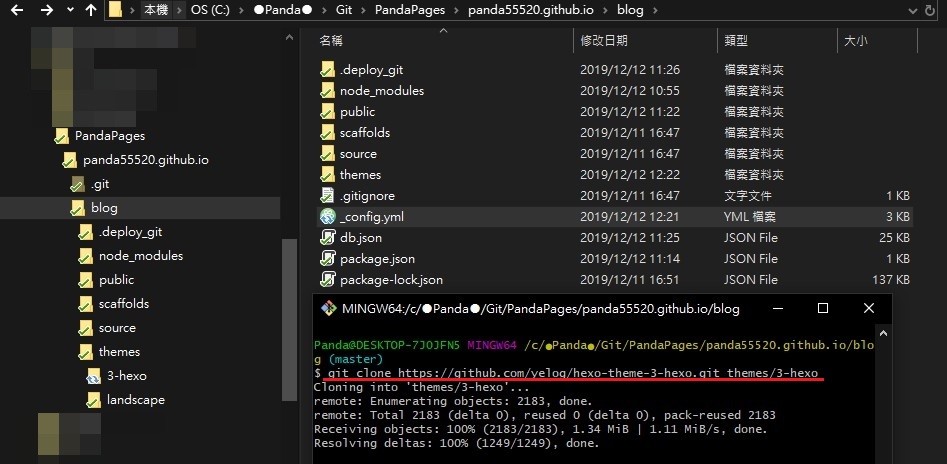 本機 › OS (C:) › ●Panda● › Git › PandaPages › panda55520.github.io › blog ›
PandaPages
panda55520.github.io
.git
blog
.deploy_git
node_modules
public
scaffolds
source
themes
3-hexo
landscape
名稱 修改日期 類型 大小
.deploy_git 2019/12/12 11:26 檔案資料夾
node_modules 2019/12/12 10:55 檔案資料夾
public 2019/12/12 11:22 檔案資料夾
scaffolds 2019/12/11 16:47 檔案資料夾
source 2019/12/11 16:47 檔案資料夾
themes 2019/12/12 12:22 檔案資料夾
.gitignore 2019/12/11 16:47 文字文件 1 KB
_config.yml 2019/12/12 12:21 YML 檔案 3 KB
db.json 2019/12/12 11:25 JSON File 25 KB
package.json 2019/12/12 11:14 JSON File 1 KB
package-lock.json 2019/12/11 16:51 JSON File 137 KB
MINGW64:/c/●Panda●/Git/PandaPages/panda55520.github.io/blog
Panda@DESKTOP-7JOJFN5 MINGW64 /c/●Panda●/Git/PandaPages/panda55520.github.io/blo
g (master)
$ git clone https://github.com/yelog/hexo-theme-3-hexo.git themes/3-hexo
Cloning into 'themes/3-hexo'...
remote: Enumerating objects: 2183, done.
remote: Total 2183 (delta 0), reused 0 (delta 0), pack-reused 2183
Receiving objects: 100% (2183/2183), 1.34 MiB | 1.11 MiB/s, done.
Resolving deltas: 100% (1249/1249), done.